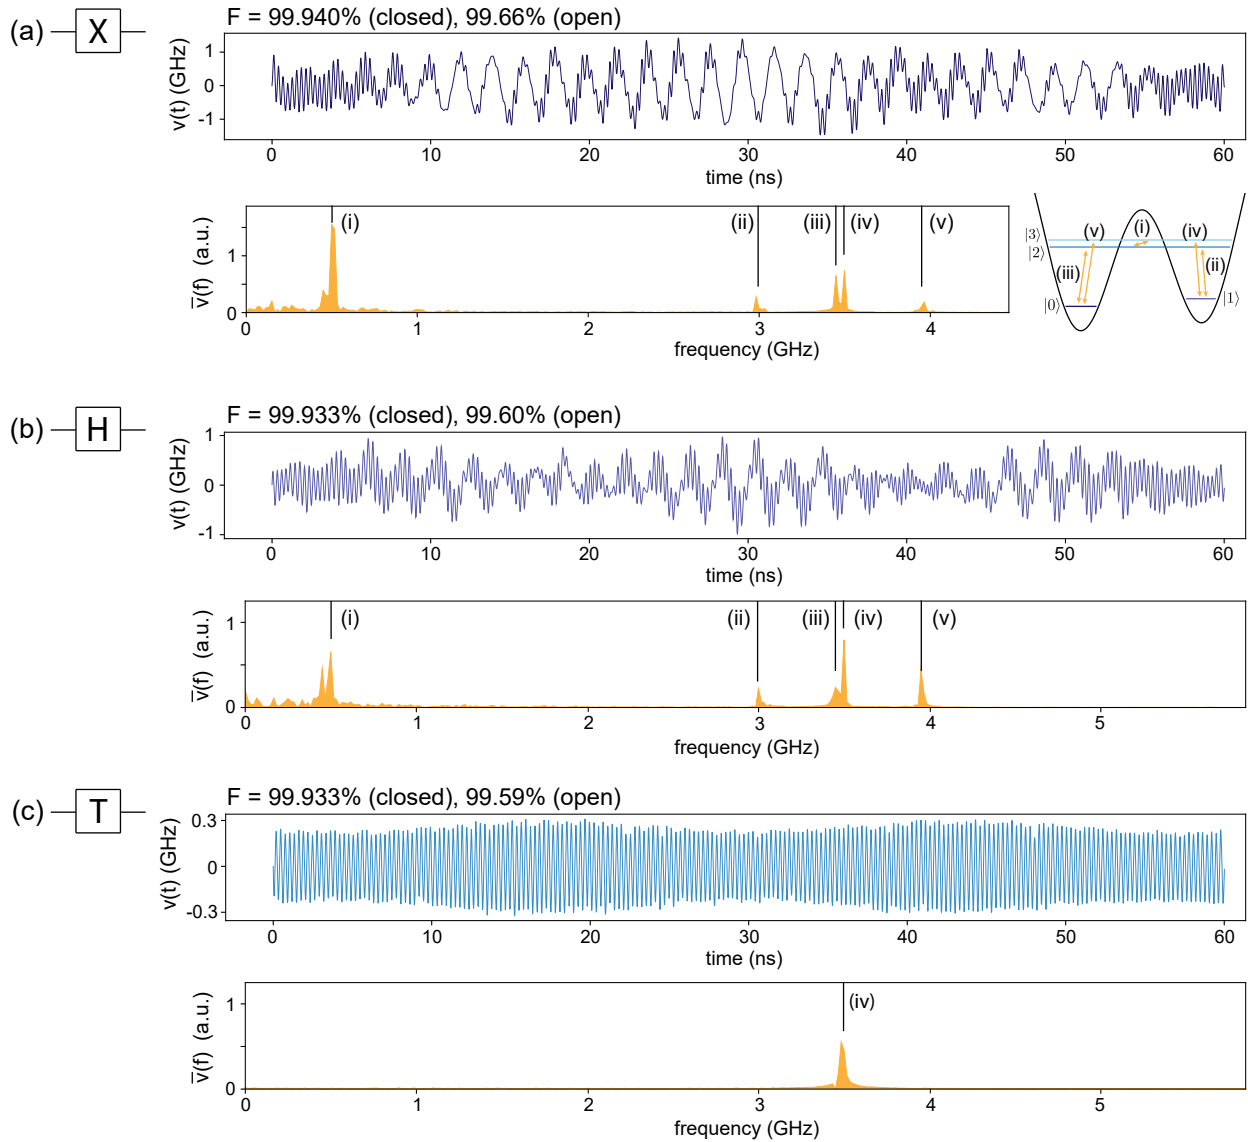 (a) X
F = 99.940% (closed), 99.66% (open)
v(t) (GHz)
1
0
-1
0 10 20 30 40 50 60
time (ns)
v̅(f) (a.u.)
1
0
(i) (ii) (iii) (iv) (v)
0 1 2 3 4
frequency (GHz)
|3⟩ (v) (i) (iv)
|2⟩
(iii) (ii)
|0⟩ |1⟩
(b) H
F = 99.933% (closed), 99.60% (open)
v(t) (GHz)
1
0
-1
0 10 20 30 40 50 60
time (ns)
v̅(f) (a.u.)
1
0
(i) (ii) (iii) (iv) (v)
0 1 2 3 4 5
frequency (GHz)
(c) T
F = 99.933% (closed), 99.59% (open)
v(t) (GHz)
0.3
0
-0.3
0 10 20 30 40 50 60
time (ns)
v̅(f) (a.u.)
1
0
(iv)
0 1 2 3 4 5
frequency (GHz)